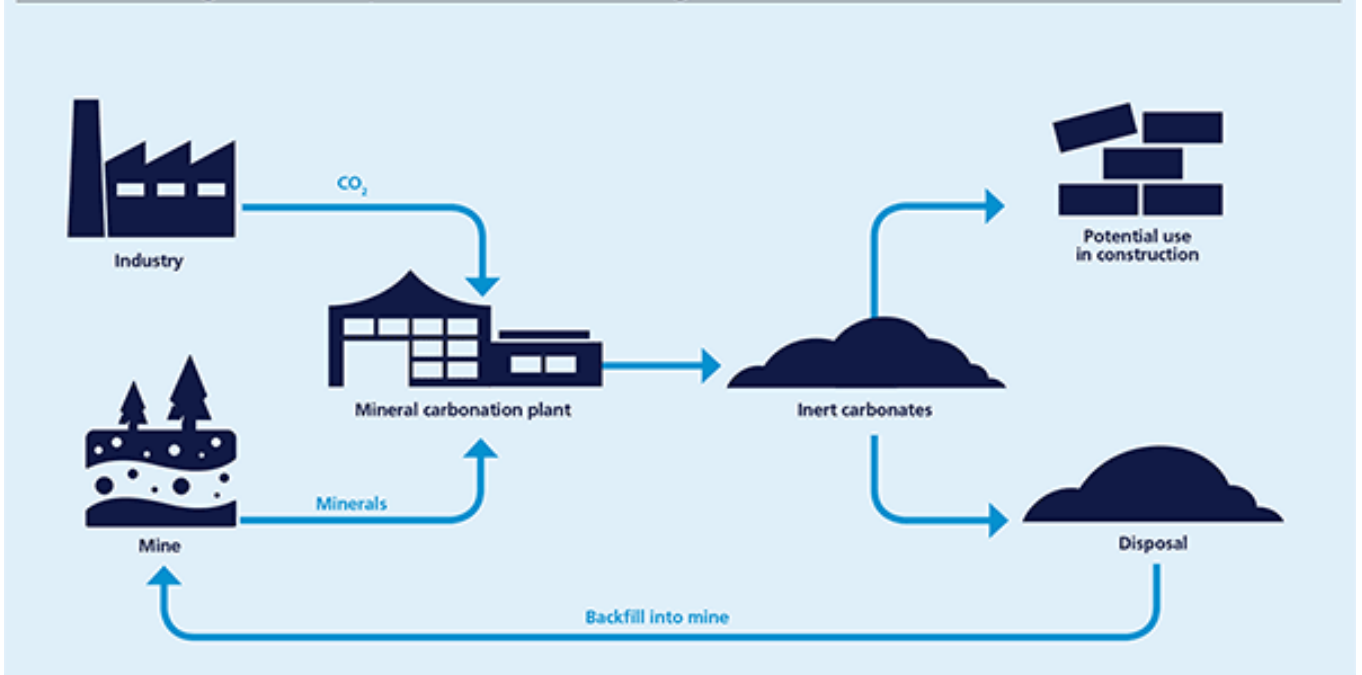 CO₂
Industry
Potential use
in construction
Mineral carbonation plant
Inert carbonates
Minerals
Mine
Disposal
Backfill into mine